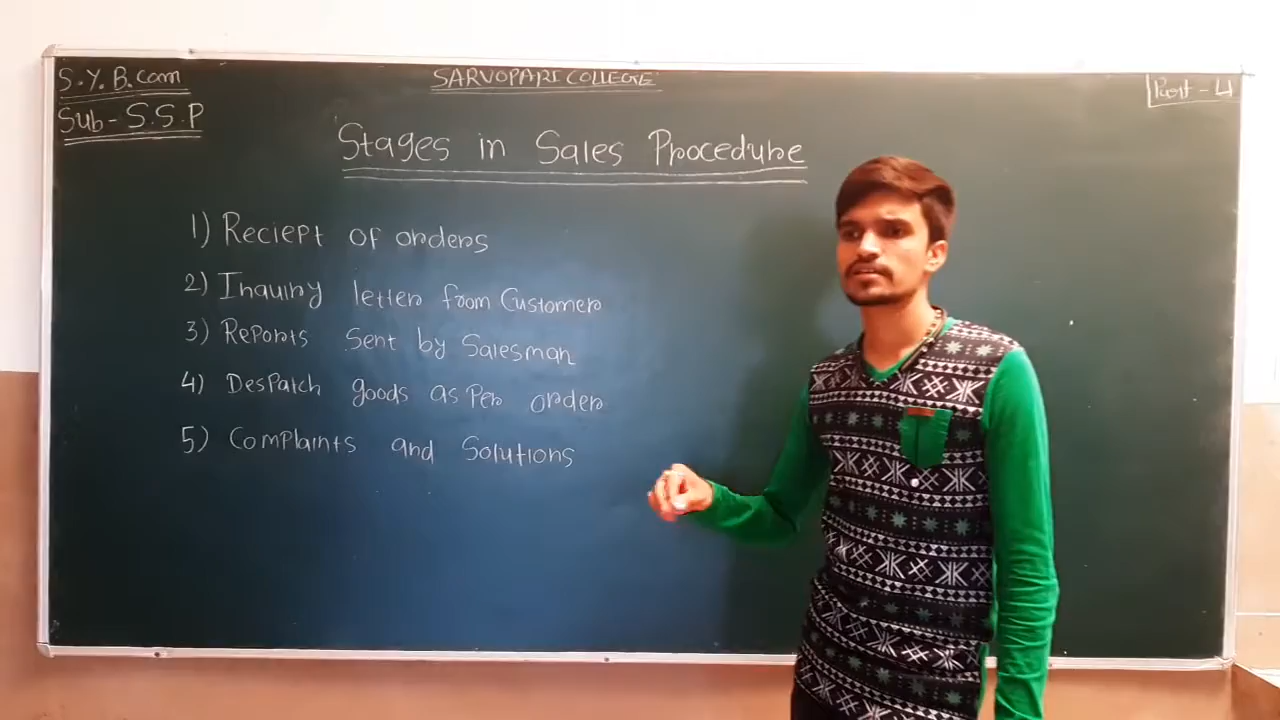 S.Y.B.com
SARVOPARI COLLEGE
Part - 4
Sub - S.S.P
Stages in Sales Procedure
1) Reciept of orders
2) Inquiry letter from Customer
3) Reports Sent by Salesman
4) Despatch goods as Per order
5) Complaints and Solutions